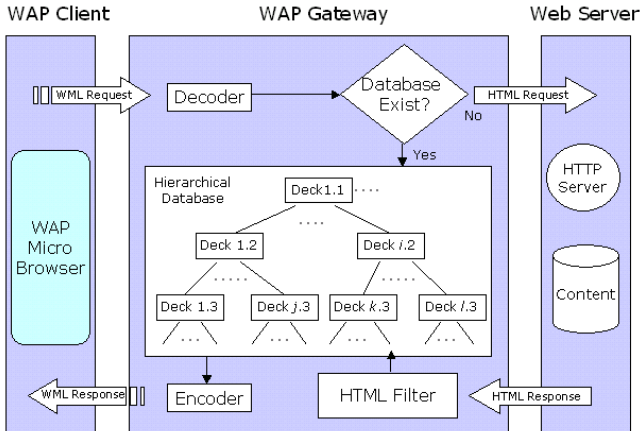 WAP Client
WAP Gateway
Web Server
WML Request
Decoder
Database
Exist?
No
HTML Request
Yes
Hierarchical
Database
Deck1.1
....
....
Deck 1.2
Deck i.2
.....
.....
Deck 1.3
Deck j.3
Deck k.3
Deck l.3
...
...
...
...
WAP
Micro
Browser
HTTP
Server
Content
WML Response
Encoder
HTML Filter
HTML Response